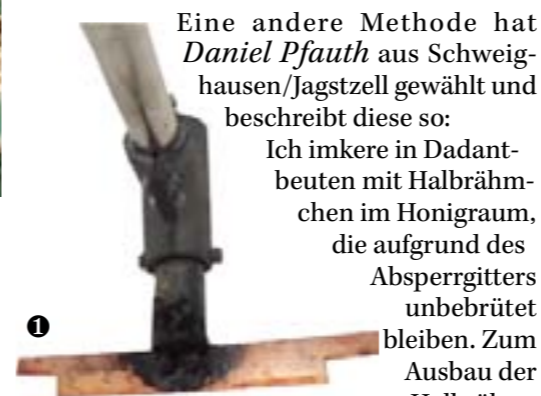 Eine andere Methode hat
Daniel Pfauth aus Schweig-
hausen/Jagstzell gewählt und
beschreibt diese so:
Ich imkere in Dadant-
beuten mit Halbrähm-
chen im Honigraum,
die aufgrund des
Absperrgitters
unbebrütet
bleiben. Zum
Ausbau der
❶